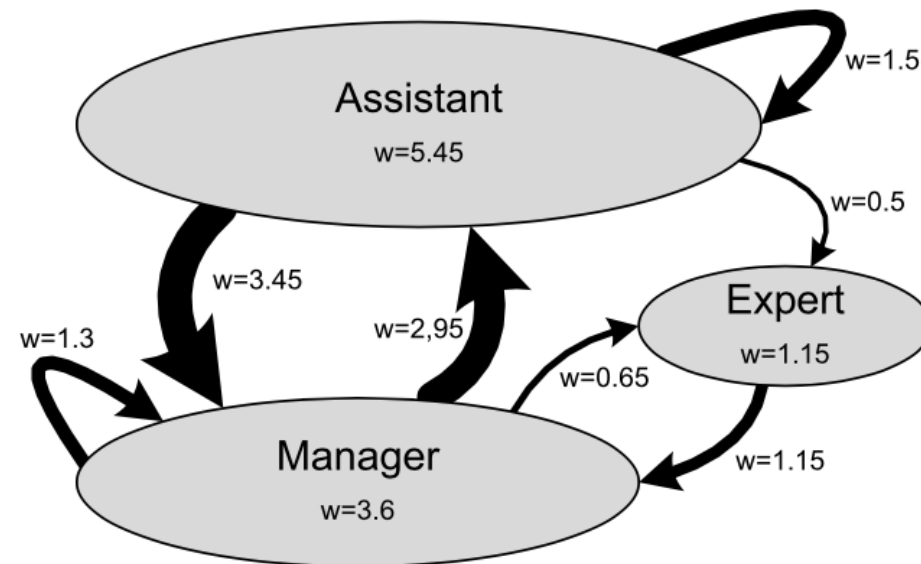 w=1.5
Assistant
w=5.45
w=0.5
w=3.45
Expert
w=2,95
w=1.3
w=1.15
w=0.65
Manager
w=1.15
w=3.6